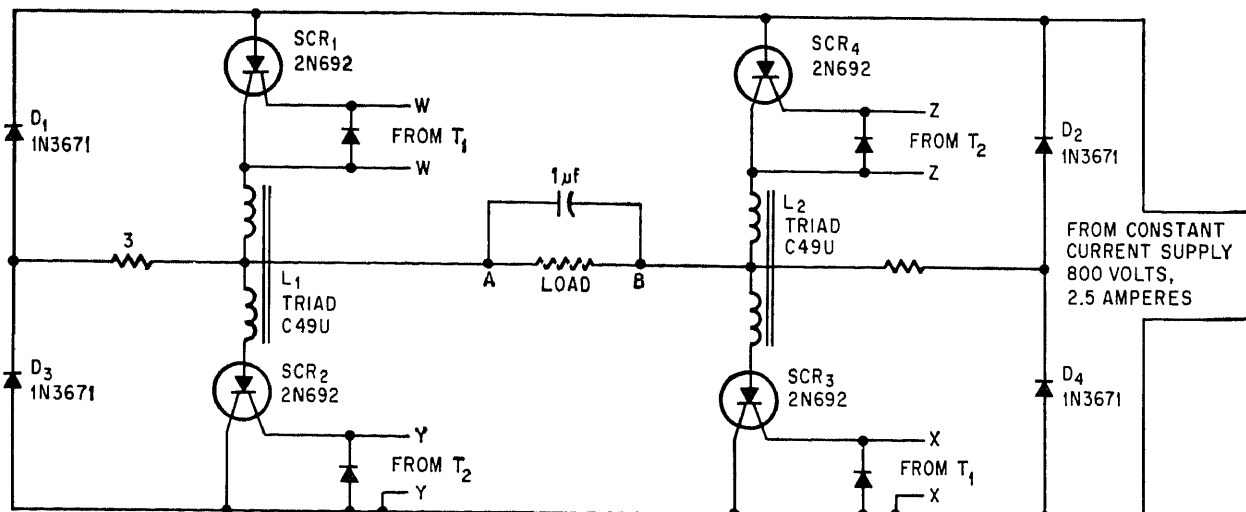 SCR1
2N692
SCR4
2N692
W
FROM T1
W
Z
FROM T2
Z
D1
1N3671
D2
1N3671
1 μf
3
L1
TRIAD
C49U
A
LOAD
B
L2
TRIAD
C49U
FROM CONSTANT
CURRENT SUPPLY
800 VOLTS,
2.5 AMPERES
D3
1N3671
SCR2
2N692
SCR3
2N692
D4
1N3671
Y
FROM T2
Y
X
FROM T1
X